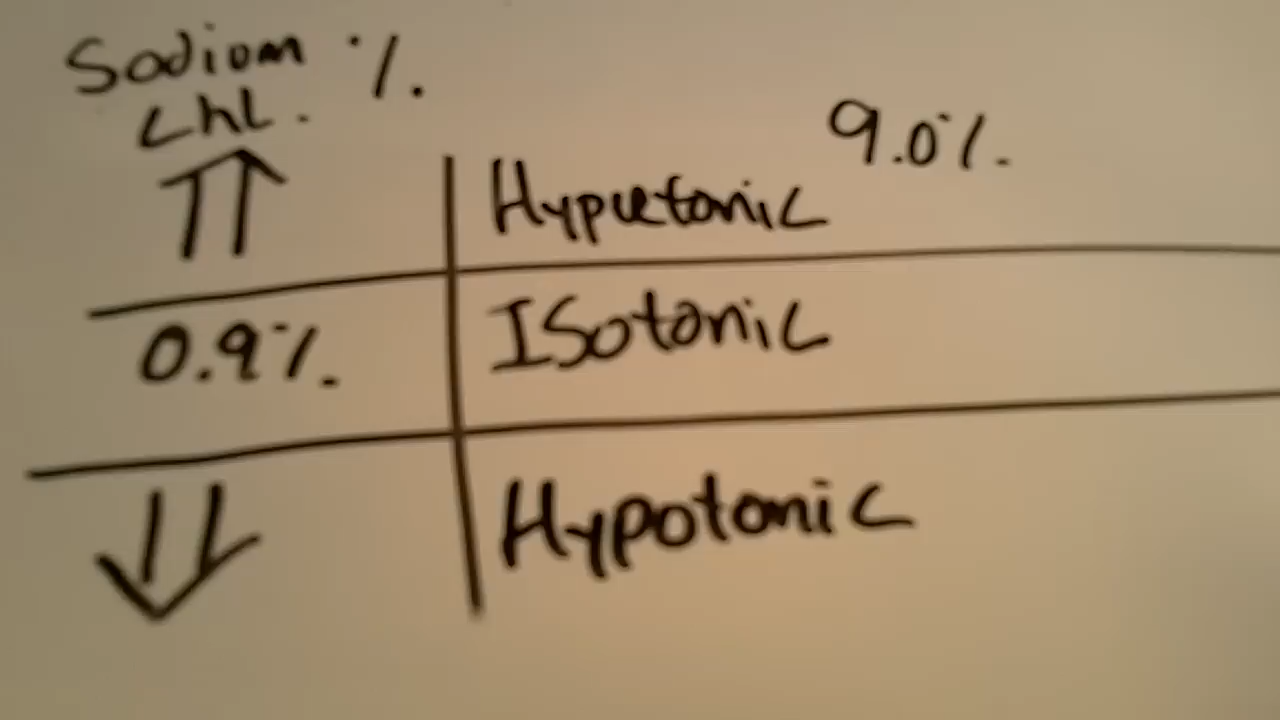 Sodium %.
Chl.
9.0%.
Hypertonic
0.9%.
Isotonic
Hypotonic